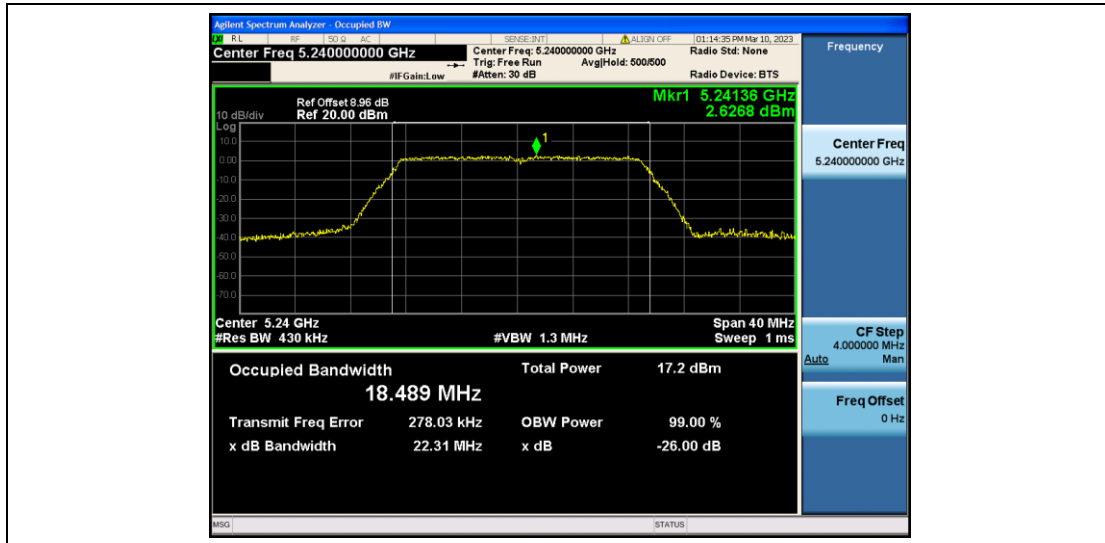 Agilent Spectrum Analyzer - Occupied BW
RL RF 50 Ω AC SENSE:INT ALIGN OFF 01:14:35 PM Mar 10, 2023
Center Freq 5.240000000 GHz
Center Freq: 5.240000000 GHz Radio Std: None
Trig: Free Run Avg|Hold: 500/500
#IFGain:Low #Atten: 30 dB Radio Device: BTS
Frequency
Mkr1 5.24136 GHz
2.6268 dBm
Ref Offset 8.96 dB
10 dB/div Ref 20.00 dBm
Log
10.0
0.00
-10.0
-20.0
-30.0
-40.0
-50.0
-60.0
-70.0
1
Center 5.24 GHz Span 40 MHz
#Res BW 430 kHz #VBW 1.3 MHz Sweep 1 ms
Occupied Bandwidth Total Power 17.2 dBm
18.489 MHz
Transmit Freq Error 278.03 kHz OBW Power 99.00 %
x dB Bandwidth 22.31 MHz x dB -26.00 dB
Center Freq
5.240000000 GHz
CF Step
4.000000 MHz
Auto Man
Freq Offset
0 Hz
MSG STATUS